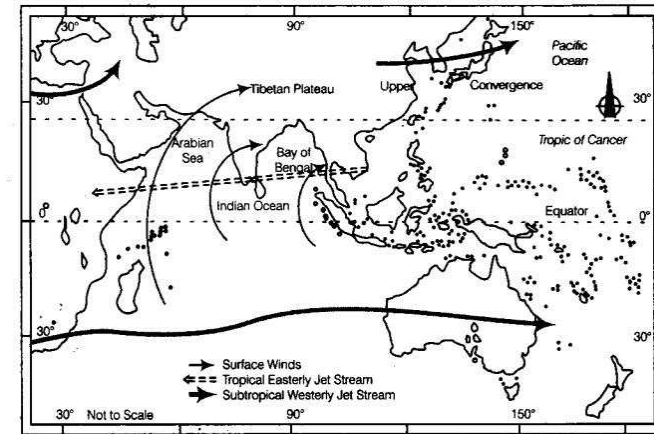 30° 90° 150°
Pacific
Ocean
Upper Convergence
Tibetan Plateau
30° 30°
Arabian
Sea
Tropic of Cancer
Bay of
Bengal
Indian Ocean
Equator
0° 0°
30° 30°
Surface Winds
Tropical Easterly Jet Stream
Subtropical Westerly Jet Stream
30° Not to Scale 90° 150°